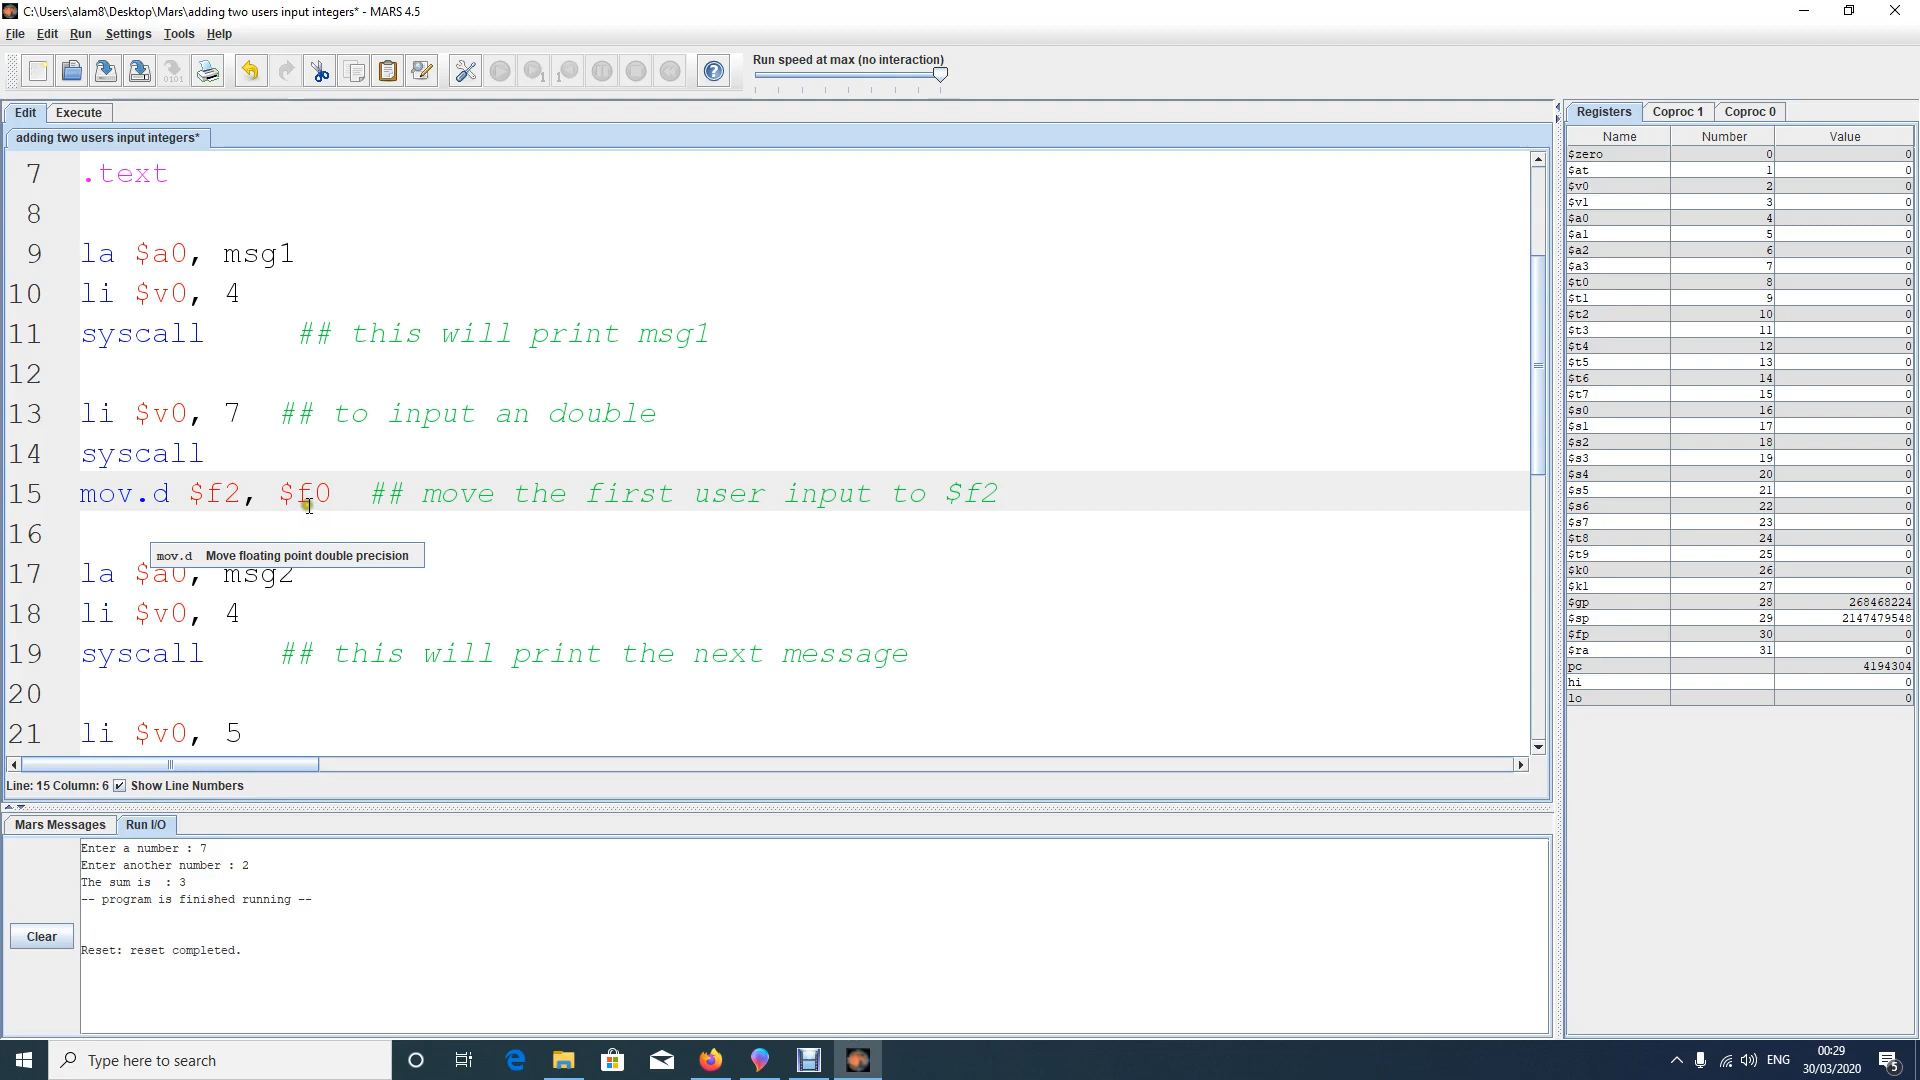 C:\Users\alam8\Desktop\Mars\adding two users input integers* - MARS 4.5
File Edit Run Settings Tools Help
Run speed at max (no interaction)
Edit Execute
adding two users input integers*
7 .text
8
9 la $a0, msg1
10 li $v0, 4
11 syscall ## this will print msg1
12
13 li $v0, 7 ## to input an double
14 syscall
15 mov.d $f2, $f0 ## move the first user input to $f2
16
mov.d Move floating point double precision
17 la $a0, msg2
18 li $v0, 4
19 syscall ## this will print the next message
20
21 li $v0, 5
Line: 15 Column: 6 Show Line Numbers
Mars Messages Run I/O
Enter a number : 7
Enter another number : 2
The sum is : 3
-- program is finished running --
Clear
Reset: reset completed.
Registers Coproc 1 Coproc 0
Name Number Value
$zero 0 0
$at 1 0
$v0 2 0
$v1 3 0
$a0 4 0
$a1 5 0
$a2 6 0
$a3 7 0
$t0 8 0
$t1 9 0
$t2 10 0
$t3 11 0
$t4 12 0
$t5 13 0
$t6 14 0
$t7 15 0
$s0 16 0
$s1 17 0
$s2 18 0
$s3 19 0
$s4 20 0
$s5 21 0
$s6 22 0
$s7 23 0
$t8 24 0
$t9 25 0
$k0 26 0
$k1 27 0
$gp 28 268468224
$sp 29 2147479548
$fp 30 0
$ra 31 0
pc 4194304
hi 0
lo 0
Type here to search
ENG
00:29
30/03/2020
5